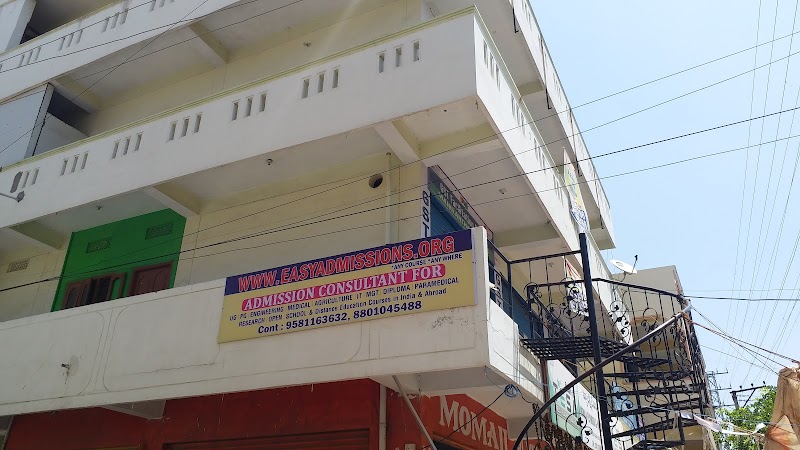 WWW.EASYADMISSIONS.ORG
*ANY COURSE *ANY WHERE
ADMISSION CONSULTANT FOR
UG PG ENGINEERING MEDICAL AGRICULTURE IT MGT DIPLOMA PARAMEDICAL
RESEARCH OPEN SCHOOL & Distance Education Courses in India & Abroad
Cont : 9581163632, 8801045488